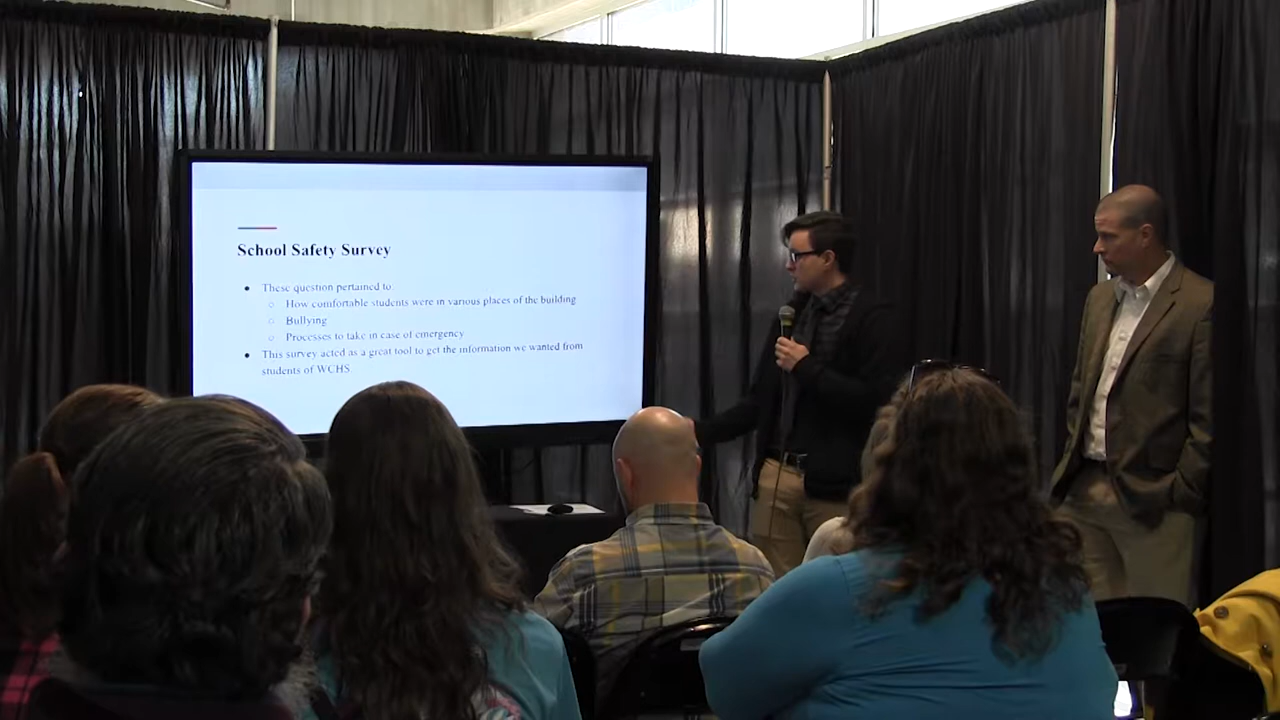 School Safety Survey
These question pertained to:
How comfortable students were in various places of the building
Bullying
Processes to take in case of emergency
This survey acted as a great tool to get the information we wanted from
students of WCHS